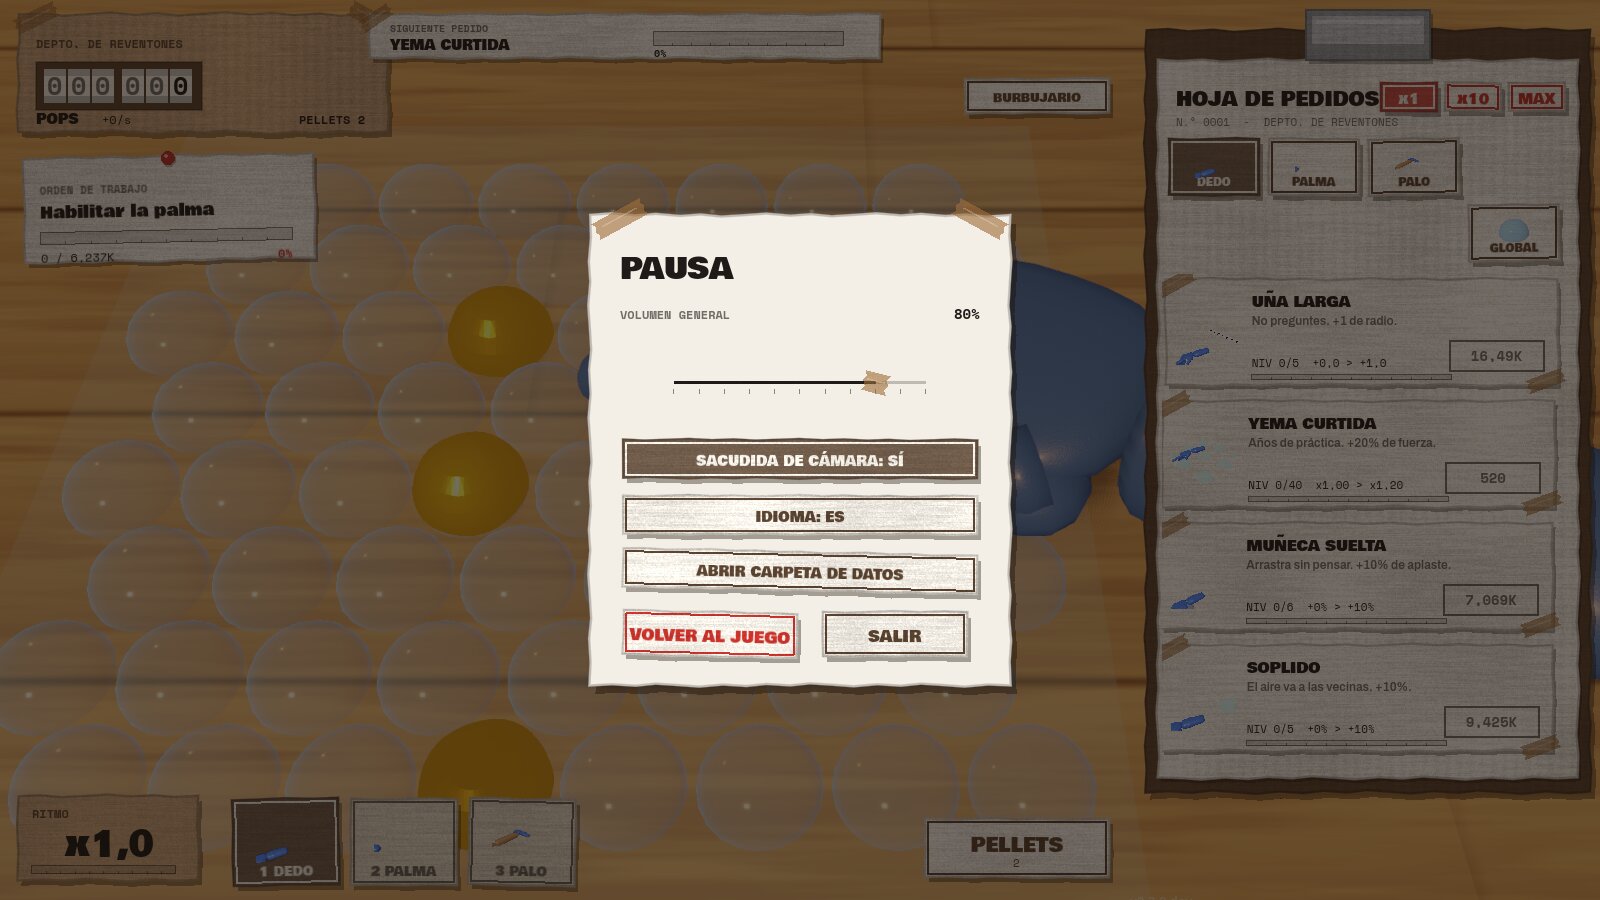 DEPTO. DE REVENTONES
000 000
POPS +0/s PELLETS 2
SIGUIENTE PEDIDO
YEMA CURTIDA
0%
BURBUJARIO
ORDEN DE TRABAJO
Habilitar la palma
0 / 6,237K 0%
PAUSA
VOLUMEN GENERAL 80%
SACUDIDA DE CÁMARA: SÍ
IDIOMA: ES
ABRIR CARPETA DE DATOS
VOLVER AL JUEGO SALIR
HOJA DE PEDIDOS x1 x10 MAX
N.° 0001 - DEPTO. DE REVENTONES
DEDO PALMA PALO
GLOBAL
UÑA LARGA
No preguntes. +1 de radio.
NIV 0/5 +0,0 > +1,0 16,49K
YEMA CURTIDA
Años de práctica. +20% de fuerza.
NIV 0/40 x1,00 > x1,20 520
MUÑECA SUELTA
Arrastra sin pensar. +10% de aplaste.
NIV 0/6 +0% > +10% 7,069K
SOPLIDO
El aire va a las vecinas. +10%.
NIV 0/5 +0% > +10% 9,425K
RITMO
x1,0
1 DEDO 2 PALMA 3 PALO
PELLETS
2